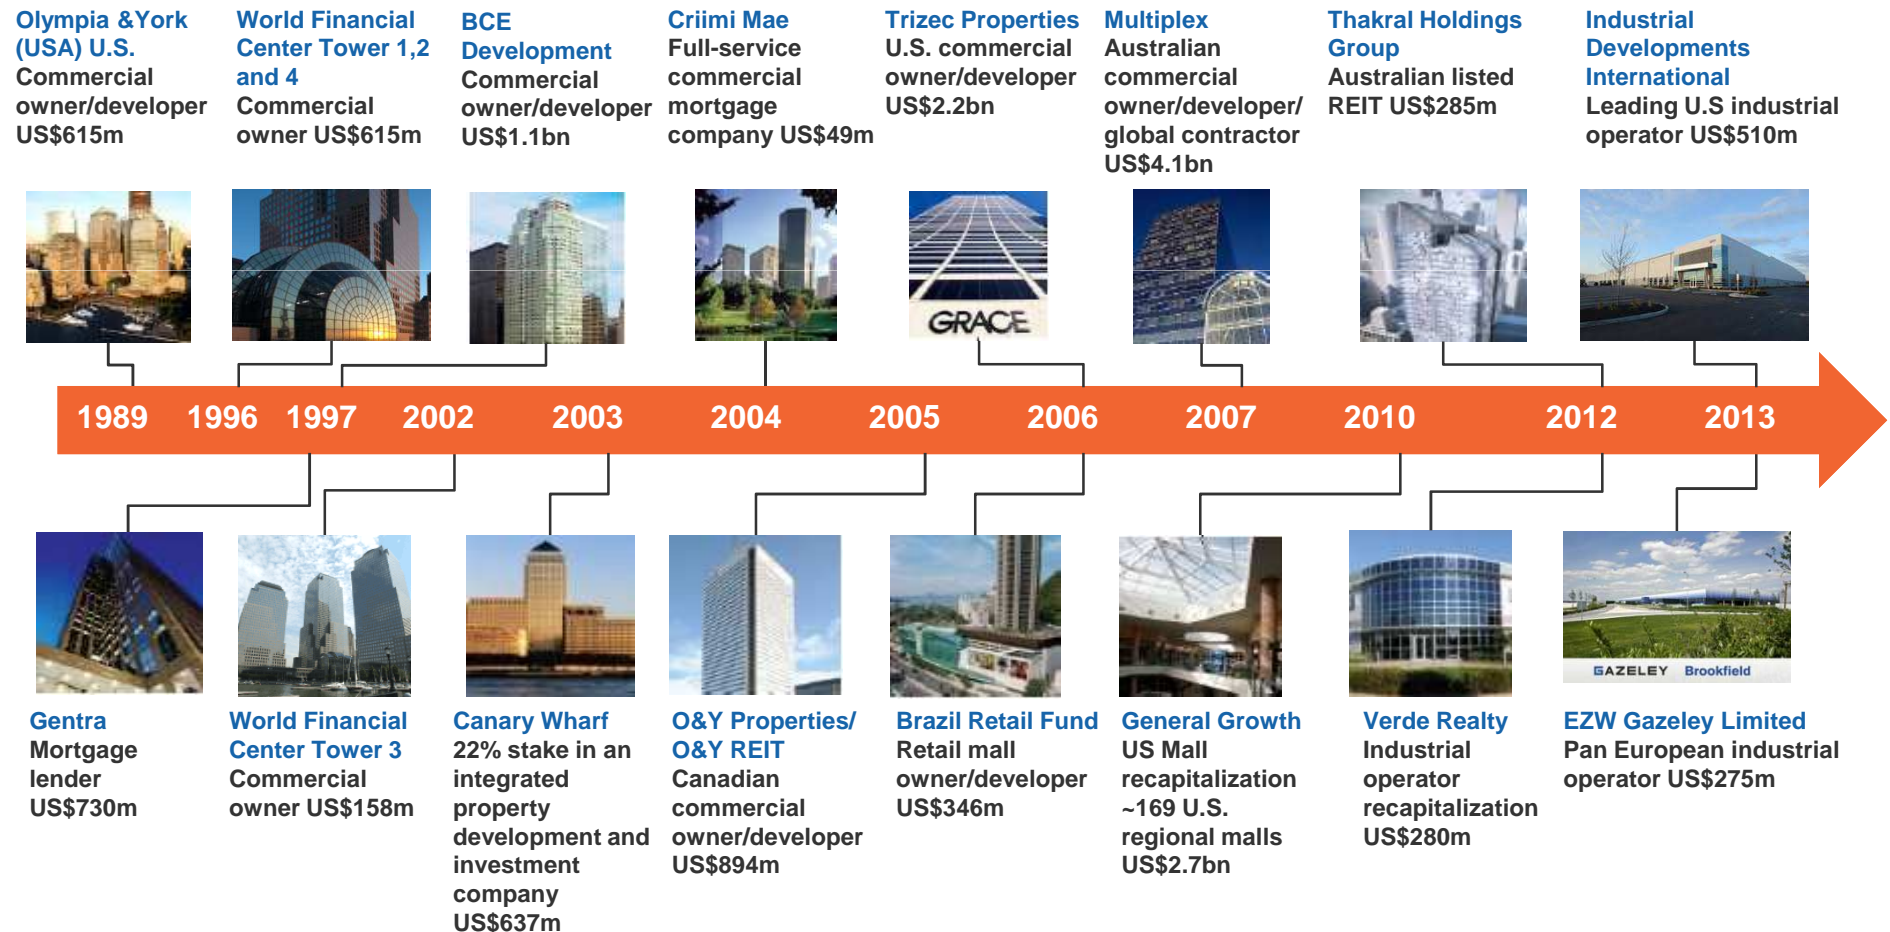 Olympia &York
(USA) U.S.
Commercial
owner/developer
US$615m
World Financial
Center Tower 1,2
and 4
Commercial
owner US$615m
BCE
Development
Commercial
owner/developer
US$1.1bn
Criimi Mae
Full-service
commercial
mortgage
company US$49m
Trizec Properties
U.S. commercial
owner/developer
US$2.2bn
Multiplex
Australian
commercial
owner/developer/
global contractor
US$4.1bn
Thakral Holdings
Group
Australian listed
REIT US$285m
Industrial
Developments
International
Leading U.S industrial
operator US$510m
GRACE
1989 1996 1997 2002 2003 2004 2005 2006 2007 2010 2012 2013
GAZELEY Brookfield
Gentra
Mortgage
lender
US$730m
World Financial
Center Tower 3
Commercial
owner US$158m
Canary Wharf
22% stake in an
integrated
property
development and
investment
company
US$637m
O&Y Properties/
O&Y REIT
Canadian
commercial
owner/developer
US$894m
Brazil Retail Fund
Retail mall
owner/developer
US$346m
General Growth
US Mall
recapitalization
~169 U.S.
regional malls
US$2.7bn
Verde Realty
Industrial
operator
recapitalization
US$280m
EZW Gazeley Limited
Pan European industrial
operator US$275m